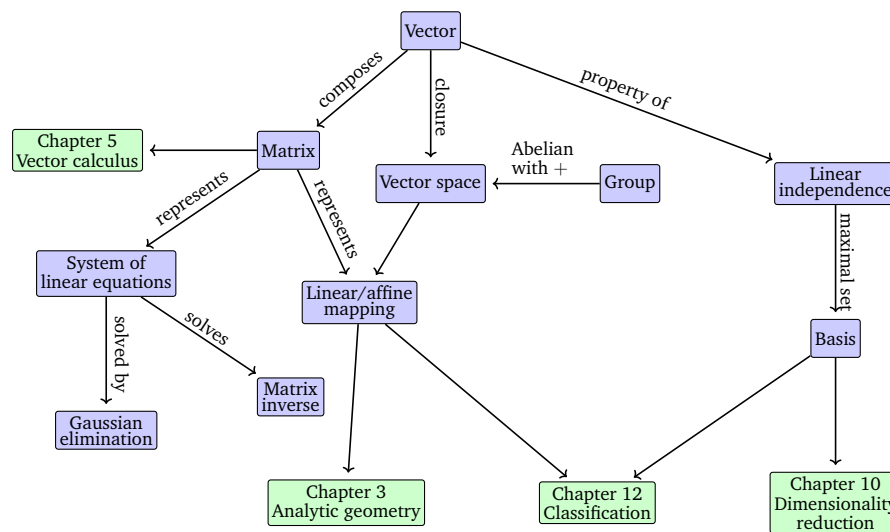 Vector
composes
closure
property of
Chapter 5
Vector calculus
Matrix
Abelian
with +
Vector space
Group
Linear
independence
represents
represents
maximal set
System of
linear equations
Linear/affine
mapping
solved by
solves
Basis
Matrix
inverse
Gaussian
elimination
Chapter 3
Analytic geometry
Chapter 12
Classification
Chapter 10
Dimensionality
reduction